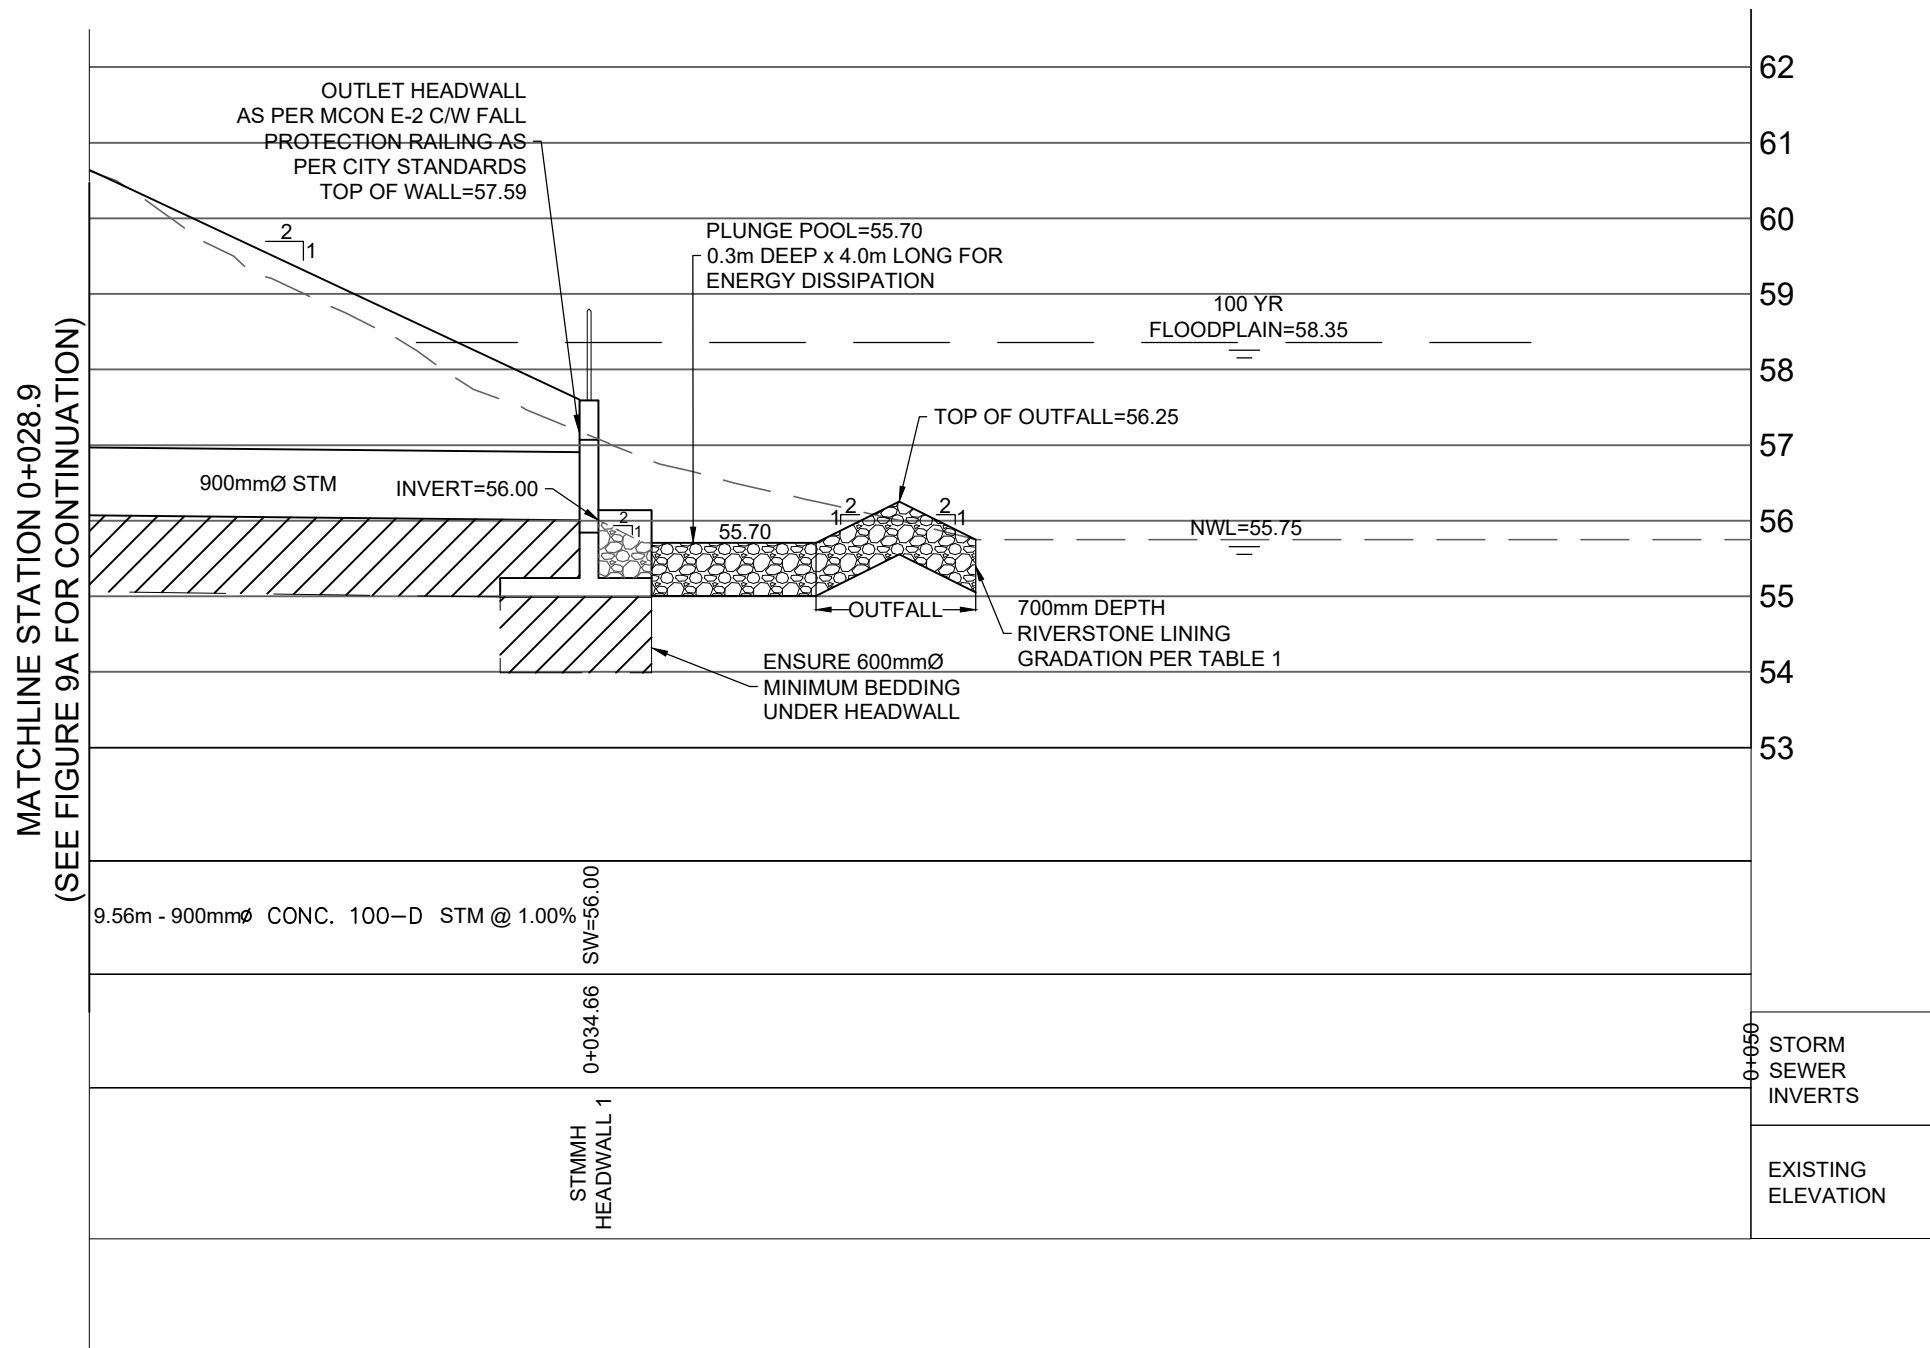 62
OUTLET HEADWALL
AS PER MCON E-2 C/W FALL
PROTECTION RAILING AS
PER CITY STANDARDS
TOP OF WALL=57.59
61
60
2
1
PLUNGE POOL=55.70
0.3m DEEP x 4.0m LONG FOR
ENERGY DISSIPATION
59
100 YR
FLOODPLAIN=58.35
58
TOP OF OUTFALL=56.25
57
900mmØ STM
INVERT=56.00
2
1
55.70
1
2
2
1
56
NWL=55.75
55
OUTFALL
700mm DEPTH
RIVERSTONE LINING
GRADATION PER TABLE 1
54
ENSURE 600mmØ
MINIMUM BEDDING
UNDER HEADWALL
53
MATCHLINE STATION 0+028.9
(SEE FIGURE 9A FOR CONTINUATION)
9.56m - 900mmØ CONC. 100-D STM @ 1.00%
SW=56.00
0+034.66
STMMH
HEADWALL 1
0+050
STORM
SEWER
INVERTS
EXISTING
ELEVATION